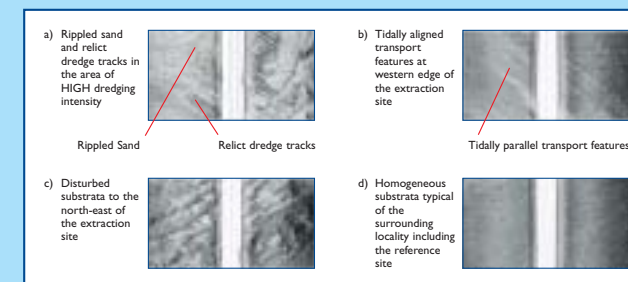 a) Rippled sand
and relict
dredge tracks in
the area of
HIGH dredging
intensity
Rippled Sand
Relict dredge tracks
b) Tidally aligned
transport
features at
western edge of
the extraction
site
Tidally parallel transport features
c) Disturbed
substrata to the
north-east of
the extraction
site
d) Homogeneous
substrata typical
of the
surrounding
locality including
the reference
site